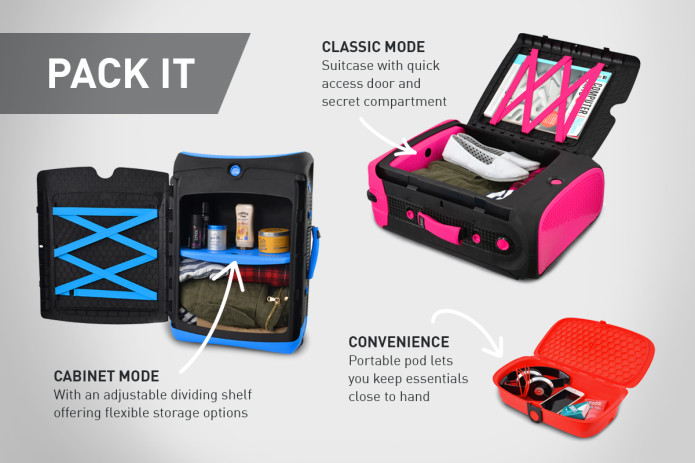 PACK IT
CLASSIC MODE
Suitcase with quick
access door and
secret compartment
COMPUTER
CABINET MODE
With an adjustable dividing shelf
offering flexible storage options
CONVENIENCE
Portable pod lets
you keep essentials
close to hand